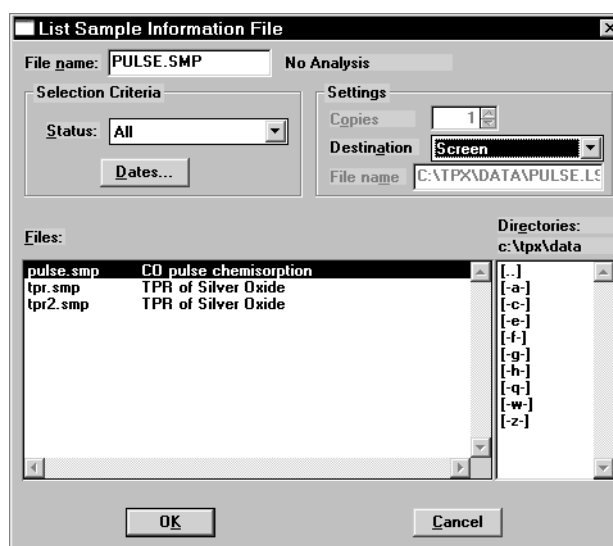 List Sample Information File
File name: PULSE.SMP No Analysis
Selection Criteria
Status: All
Dates...
Settings
Copies 1
Destination Screen
File name C:\TPX\DATA\PULSE.LS
Files:
Directories:
c:\tpx\data
pulse.smp CO pulse chemisorption
tpr.smp TPR of Silver Oxide
tpr2.smp TPR of Silver Oxide
[..]
[-a-]
[-c-]
[-e-]
[-f-]
[-g-]
[-h-]
[-q-]
[-w-]
[-z-]
OK
Cancel